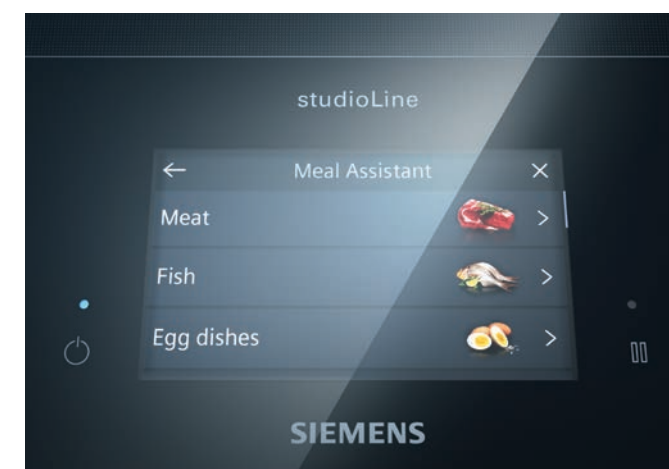 studioLine
Meal Assistant
Meat
Fish
Egg dishes
SIEMENS